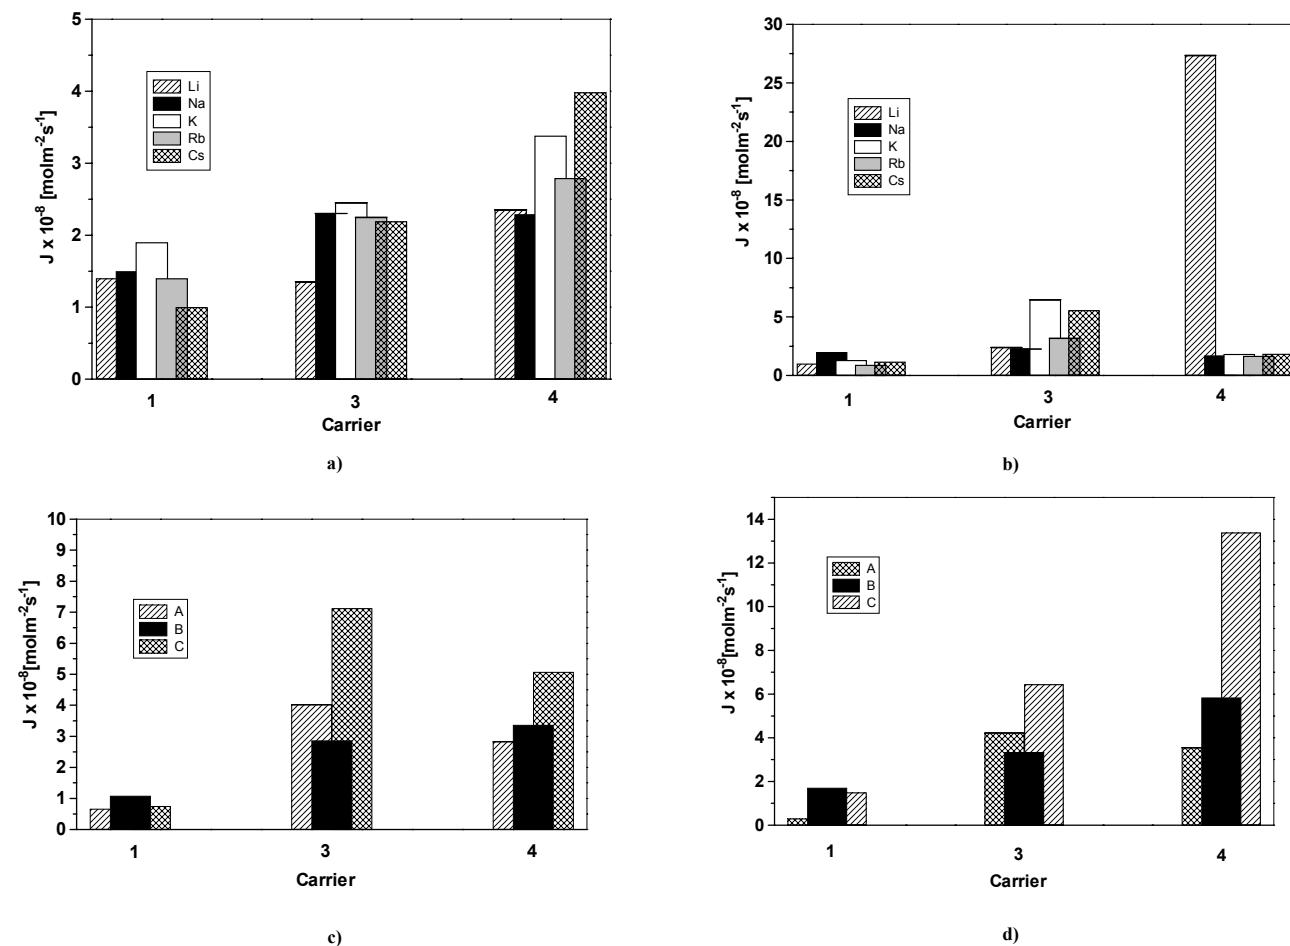 5
4
3
2
1
0
J x 10⁻⁸ [molm⁻²s⁻¹]
Li
Na
K
Rb
Cs
1 3 4
Carrier
a)
30
25
20
15
10
5
0
J x 10⁻⁸ [molm⁻²s⁻¹]
Li
Na
K
Rb
Cs
1 3 4
Carrier
b)
10
9
8
7
6
5
4
3
2
1
0
J x 10⁻⁸[molm⁻²s⁻¹]
A
B
C
1 3 4
Carrier
c)
14
12
10
8
6
4
2
0
J x 10⁻⁸[molm⁻²s⁻¹]
A
B
C
1 3 4
Carrier
d)